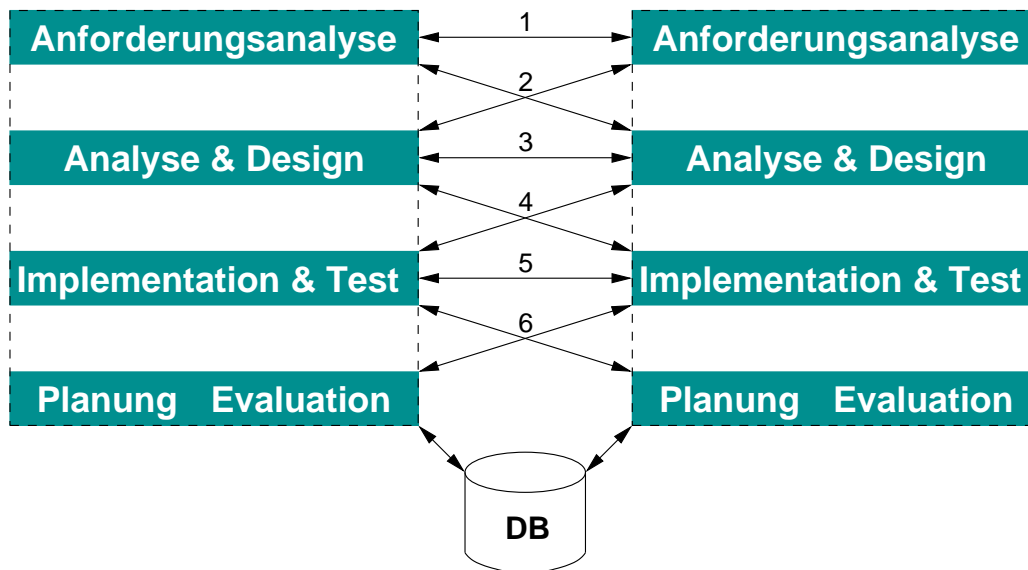 Anforderungsanalyse 1 Anforderungsanalyse
2
Analyse & Design 3 Analyse & Design
4
Implementation & Test 5 Implementation & Test
6
Planung Evaluation Planung Evaluation
DB